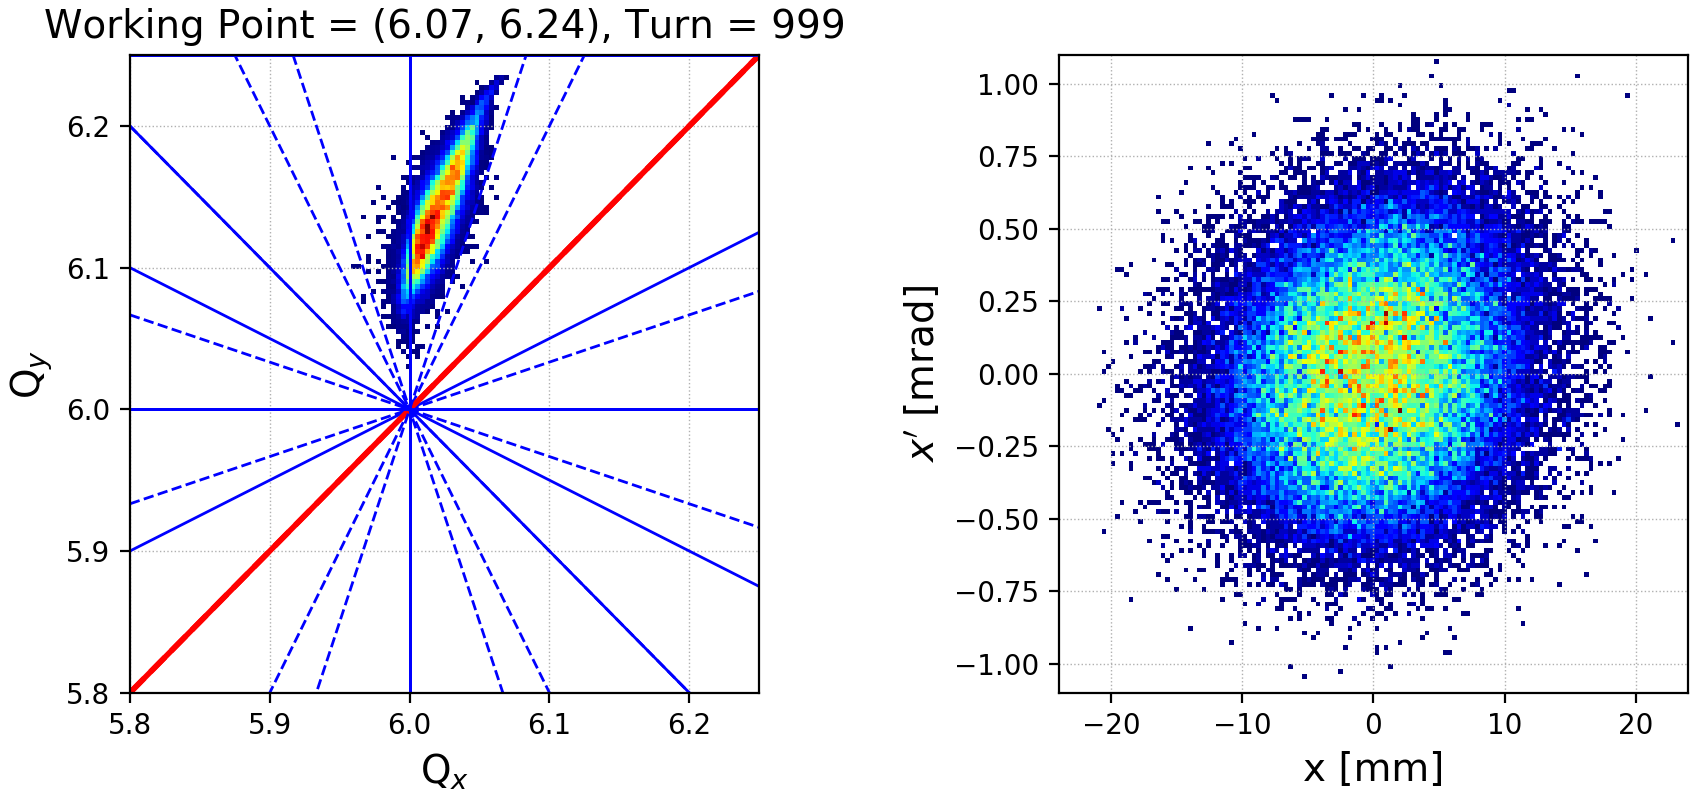 Working Point = (6.07, 6.24), Turn = 999
6.2
6.1
6.0
5.9
5.8
Q_y
5.8 5.9 6.0 6.1 6.2
Q_x
1.00
0.75
0.50
0.25
0.00
−0.25
−0.50
−0.75
−1.00
x′ [mrad]
−20 −10 0 10 20
x [mm]